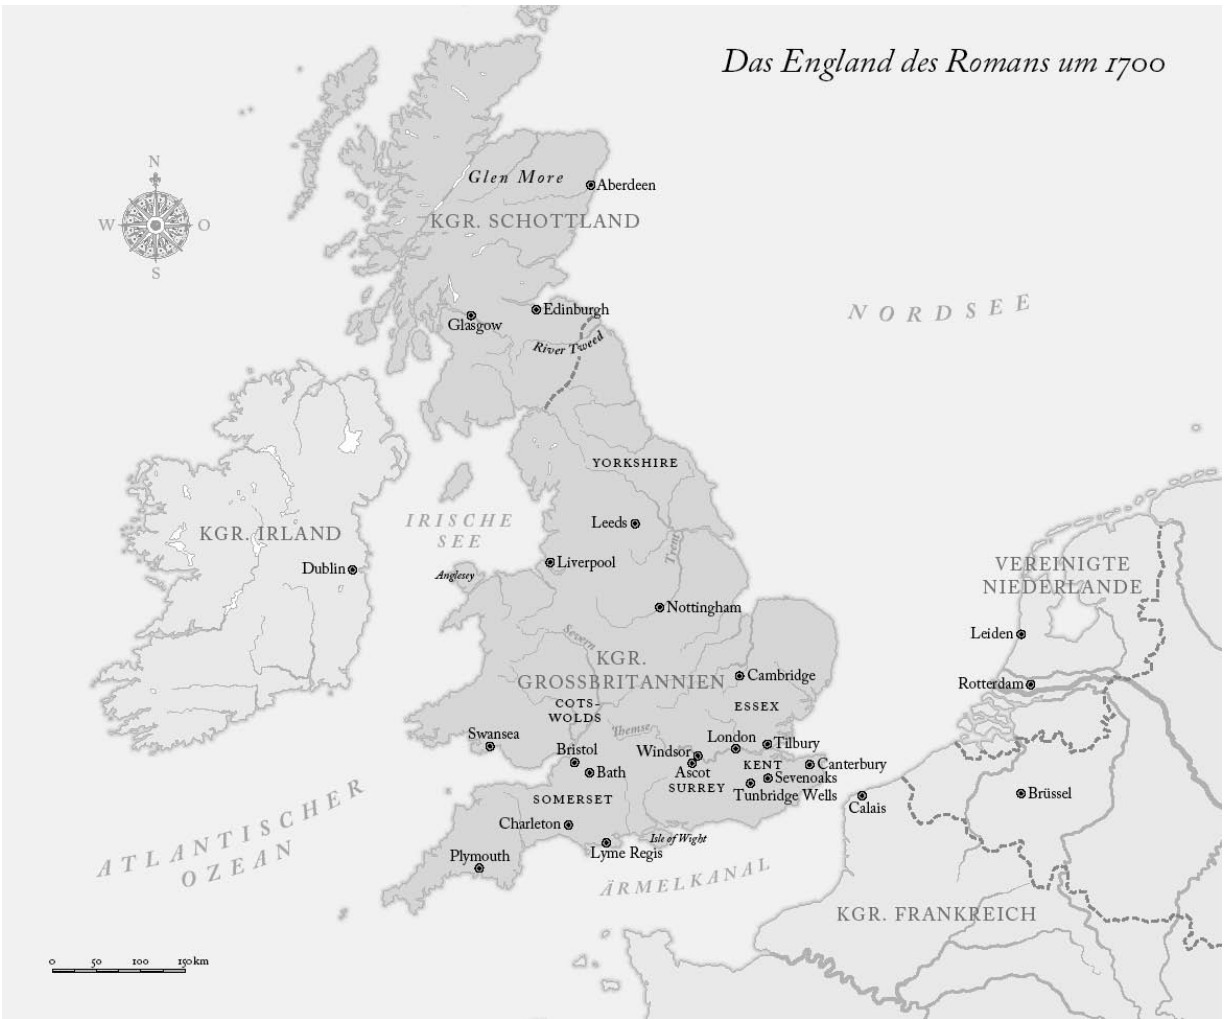 Das England des Romans um 1700
N
W
O
S
Glen More
Aberdeen
KGR. SCHOTTLAND
NORDSEE
Edinburgh
Glasgow
River Tweed
YORKSHIRE
IRISCHE
SEE
Leeds
KGR. IRLAND
Trent
Dublin
Liverpool
Anglesey
VEREINIGTE
NIEDERLANDE
Nottingham
Severn
Leiden
KGR.
GROSSBRITANNIEN
Cambridge
Rotterdam
COTS-
WOLDS
ESSEX
Themse
Swansea
London
Tilbury
Bristol
Windsor
KENT
Canterbury
Bath
Ascot
Sevenoaks
SURREY
Tunbridge Wells
Brüssel
SOMERSET
Calais
Charleton
Isle of Wight
Lyme Regis
Plymouth
ATLANTISCHER
OZEAN
ÄRMELKANAL
KGR. FRANKREICH
0 50 100 150 km